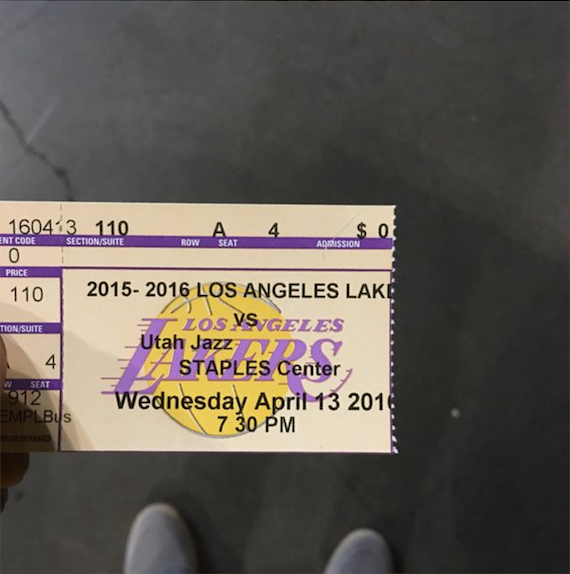 160413 110 A 4 $ 0
ENT CODE SECTION/SUITE ROW SEAT ADMISSION
0
PRICE
110
TION/SUITE
4
W SEAT
912
EMPLBus
2015- 2016 LOS ANGELES LAK
VS
LOS ANGELES
Utah Jazz
LAKERS
STAPLES Center
Wednesday April 13 201
7 30 PM